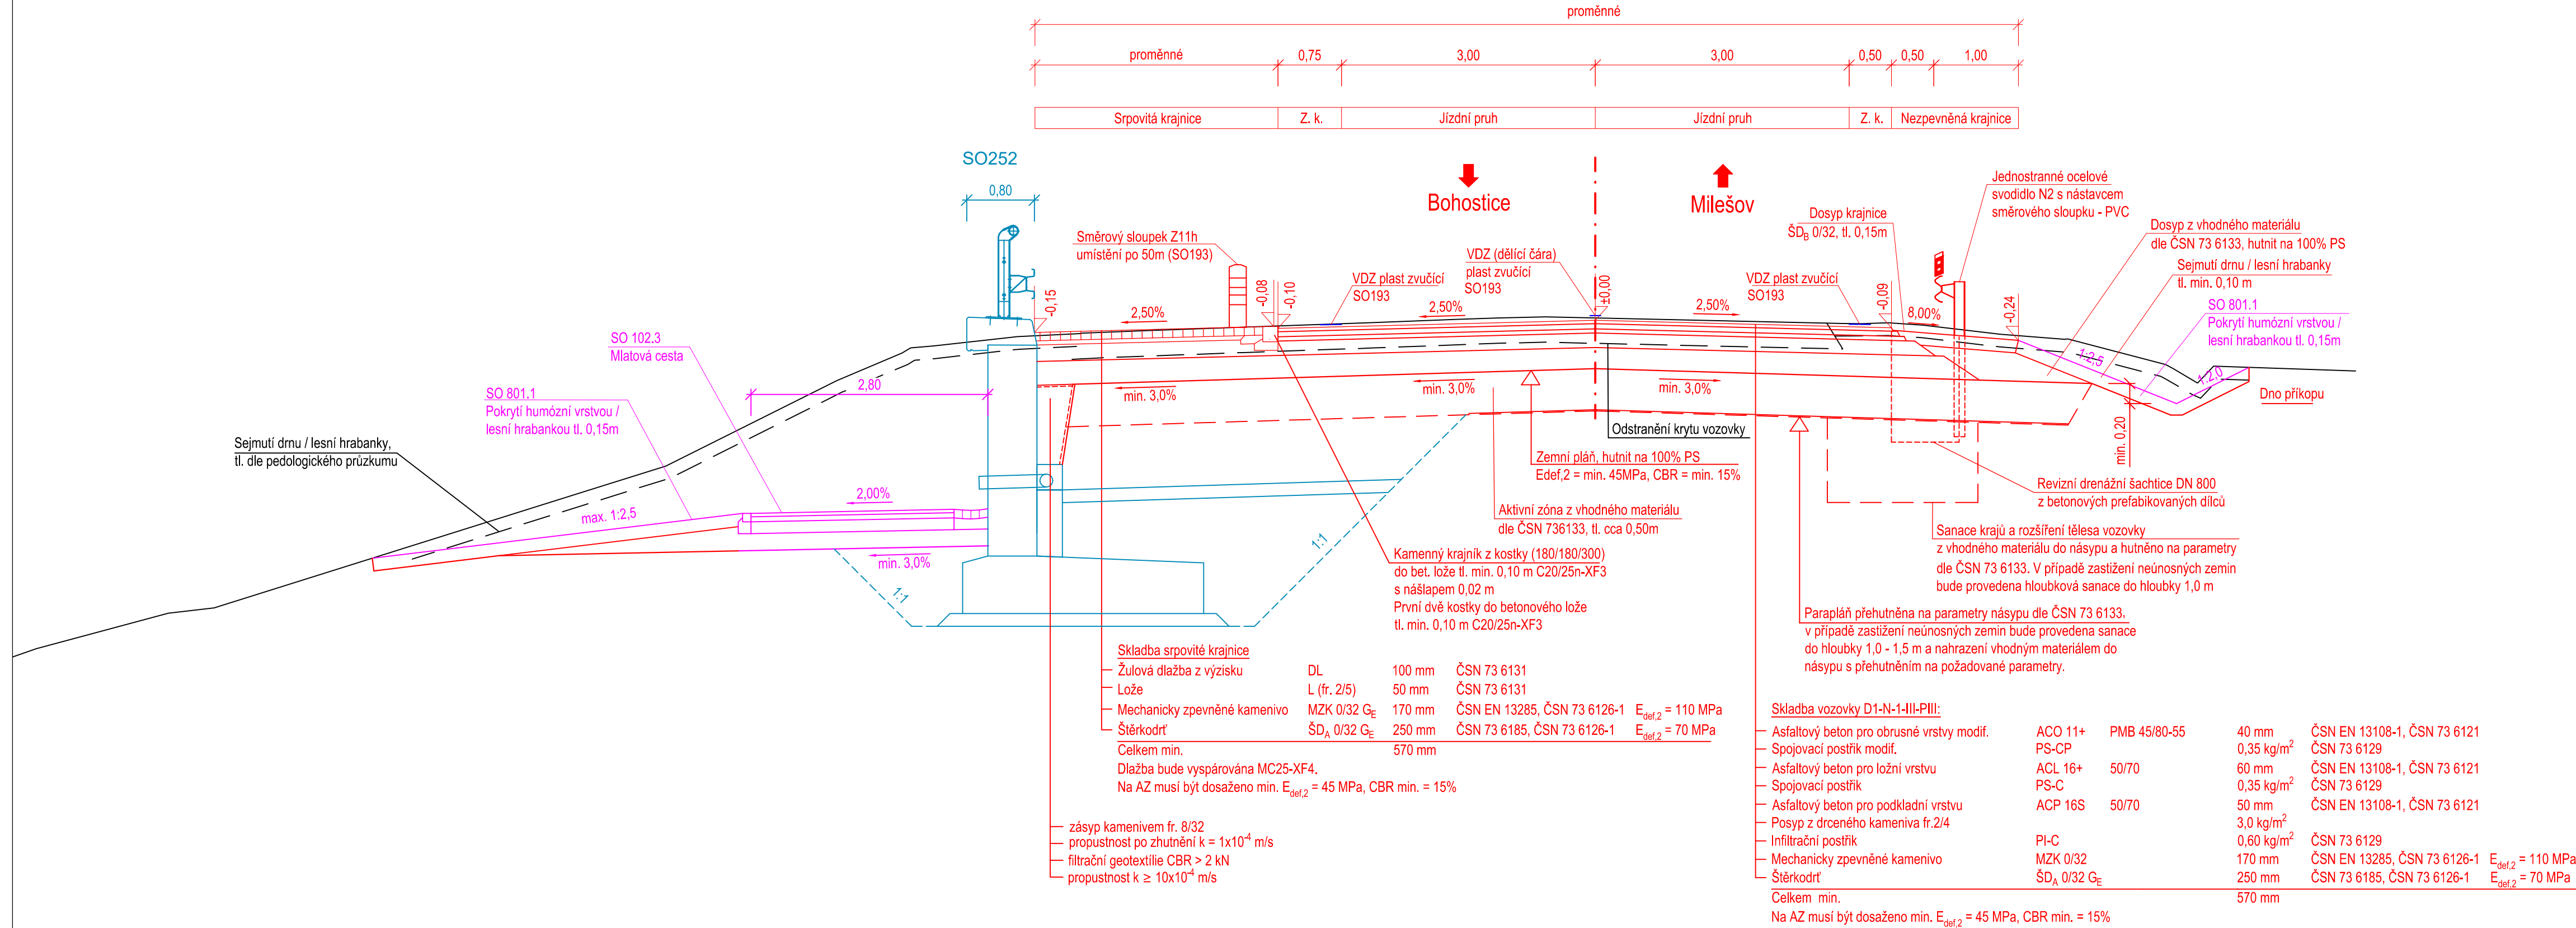 proměnné
proměnné 0,75 3,00 3,00 0,50 0,50 1,00
Srpovitá krajnice Z. k. Jízdní pruh Jízdní pruh Z. k. Nezpevněná krajnice
SO252
0,80
Bohostice
Milešov
Směrový sloupek Z11h
umístění po 50m (SO193)
VDZ plast zvučící
SO193
VDZ (dělící čára)
plast zvučící
SO193
VDZ plast zvučící
SO193
Dosyp krajnice
ŠDB 0/32, tl. 0,15m
Jednostranné ocelové
svodidlo N2 s nástavcem
směrového sloupku - PVC
Dosyp z vhodného materiálu
dle ČSN 73 6133, hutnit na 100% PS
Sejmutí drnu / lesní hrabanky
tl. min. 0,10 m
SO 801.1
Pokrytí humózní vrstvou /
lesní hrabankou tl. 0,15m
-0,15
-0,08
-0,10
±0,00
-0,09
-0,24
2,50%
2,50%
2,50%
8,00%
1:2,5
1:2,0
Dno příkopu
min. 0,20
SO 102.3
Mlatová cesta
2,80
SO 801.1
Pokrytí humózní vrstvou /
lesní hrabankou tl. 0,15m
Sejmutí drnu / lesní hrabanky,
tl. dle pedologického průzkumu
max. 1:2,5
2,00%
min. 3,0%
min. 3,0%
min. 3,0%
min. 3,0%
1:1
1:1
Odstranění krytu vozovky
Zemní pláň, hutnit na 100% PS
Edef,2 = min. 45MPa, CBR = min. 15%
Aktivní zóna z vhodného materiálu
dle ČSN 736133, tl. cca 0,50m
Kamenný krajník z kostky (180/180/300)
do bet. lože tl. min. 0,10 m C20/25n-XF3
s nášlapem 0,02 m
První dvě kostky do betonového lože
tl. min. 0,10 m C20/25n-XF3
Revizní drenážní šachtice DN 800
z betonových prefabikovaných dílců
Sanace krajů a rozšíření tělesa vozovky
z vhodného materiálu do násypu a hutněno na parametry
dle ČSN 73 6133. V případě zastižení neúnosných zemin
bude provedena hloubková sanace do hloubky 1,0 m
Parapláň přehutněna na parametry násypu dle ČSN 73 6133.
v případě zastižení neúnosných zemin bude provedena sanace
do hloubky 1,0 - 1,5 m a nahrazení vhodným materiálem do
násypu s přehutněním na požadované parametry.
Skladba srpovité krajnice
Žulová dlažba z výzisku DL 100 mm ČSN 73 6131
Lože L (fr. 2/5) 50 mm ČSN 73 6131
Mechanicky zpevněné kamenivo MZK 0/32 GE 170 mm ČSN EN 13285, ČSN 73 6126-1 Edef,2 = 110 MPa
Štěrkodrť ŠDA 0/32 GE 250 mm ČSN 73 6185, ČSN 73 6126-1 Edef,2 = 70 MPa
Celkem min. 570 mm
Dlažba bude vyspárována MC25-XF4.
Na AZ musí být dosaženo min. Edef,2 = 45 MPa, CBR min. = 15%
zásyp kamenivem fr. 8/32
propustnost po zhutnění k = 1x10-4 m/s
filtrační geotextílie CBR > 2 kN
propustnost k ≥ 10x10-4 m/s
Skladba vozovky D1-N-1-III-PIII:
Asfaltový beton pro obrusné vrstvy modif. ACO 11+ PMB 45/80-55 40 mm ČSN EN 13108-1, ČSN 73 6121
Spojovací postřik modif. PS-CP 0,35 kg/m2 ČSN 73 6129
Asfaltový beton pro ložní vrstvu ACL 16+ 50/70 60 mm ČSN EN 13108-1, ČSN 73 6121
Spojovací postřik PS-C 0,35 kg/m2 ČSN 73 6129
Asfaltový beton pro podkladní vrstvu ACP 16S 50/70 50 mm ČSN EN 13108-1, ČSN 73 6121
Posyp z drceného kameniva fr.2/4 3,0 kg/m2
Infiltrační postřik PI-C 0,60 kg/m2 ČSN 73 6129
Mechanicky zpevněné kamenivo MZK 0/32 170 mm ČSN EN 13285, ČSN 73 6126-1 Edef,2 = 110 MPa
Štěrkodrť ŠDA 0/32 GE 250 mm ČSN 73 6185, ČSN 73 6126-1 Edef,2 = 70 MPa
Celkem min. 570 mm
Na AZ musí být dosaženo min. Edef,2 = 45 MPa, CBR min. = 15%